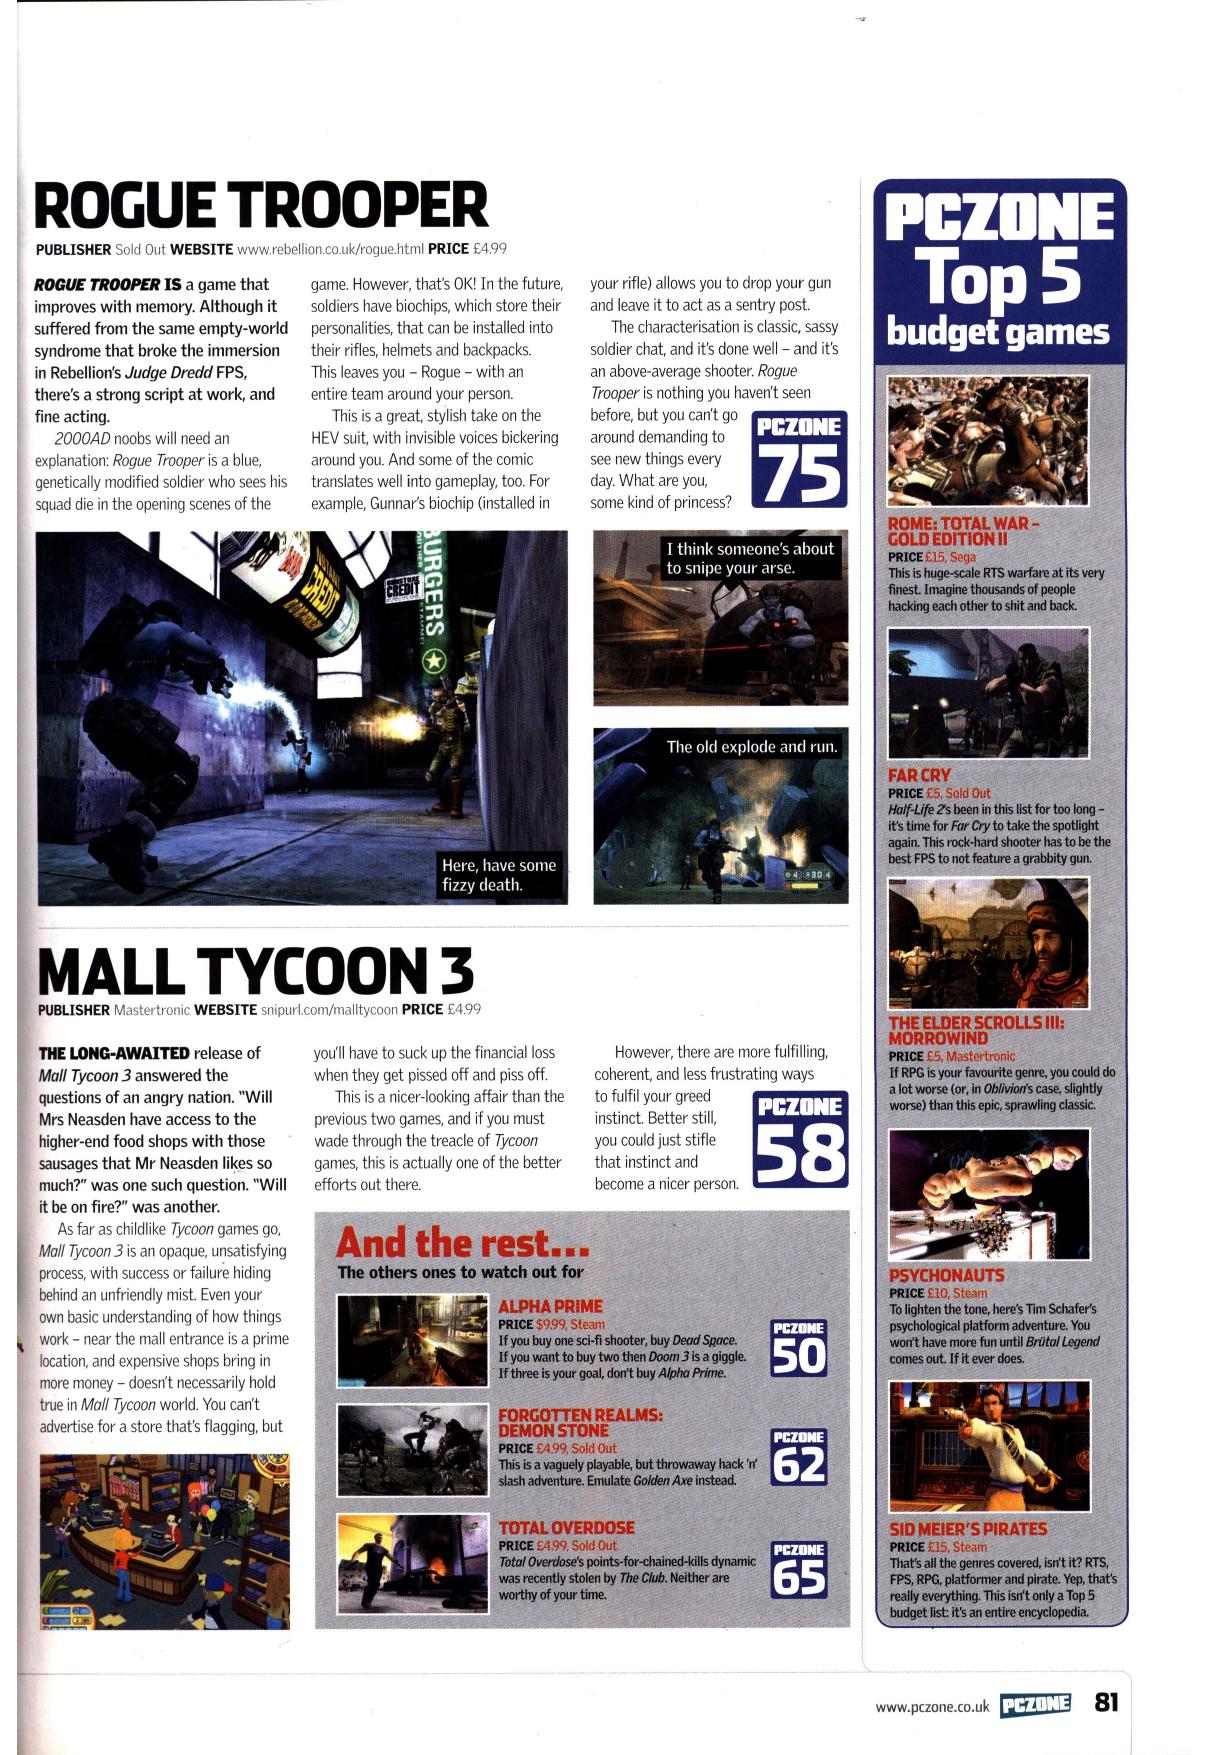 ROGUE TROOPER
PUBLISHER Sold Out WEBSITE www.rebellion.co.uk/rogue.html PRICE £4.99
ROGUE TROOPER IS a game that
improves with memory. Although it
suffered from the same empty-world
syndrome that broke the immersion
in Rebellion's Judge Dredd FPS,
there's a strong script at work, and
fine acting.
2000AD noobs will need an
explanation: Rogue Trooper is a blue,
genetically modified soldier who sees his
squad die in the opening scenes of the
game. However, that's OK! In the future,
soldiers have biochips, which store their
personalities, that can be installed into
their rifles, helmets and backpacks.
This leaves you – Rogue – with an
entire team around your person.
This is a great, stylish take on the
HEV suit, with invisible voices bickering
around you. And some of the comic
translates well into gameplay, too. For
example, Gunnar's biochip (installed in
your rifle) allows you to drop your gun
and leave it to act as a sentry post.
The characterisation is classic, sassy
soldier chat, and it's done well – and it's
an above-average shooter. Rogue
Trooper is nothing you haven't seen
before, but you can't go
around demanding to
see new things every
day. What are you,
some kind of princess?
PCZONE
75
BURGERS
CREDIT
CREDIT
Here, have some
fizzy death.
I think someone's about
to snipe your arse.
The old explode and run.
MALL TYCOON 3
PUBLISHER Mastertronic WEBSITE snipurl.com/malltycoon PRICE £4.99
THE LONG-AWAITED release of
Mall Tycoon 3 answered the
questions of an angry nation. "Will
Mrs Neasden have access to the
higher-end food shops with those
sausages that Mr Neasden likes so
much?" was one such question. "Will
it be on fire?" was another.
As far as childlike Tycoon games go,
Mall Tycoon 3 is an opaque, unsatisfying
process, with success or failure hiding
behind an unfriendly mist. Even your
own basic understanding of how things
work – near the mall entrance is a prime
location, and expensive shops bring in
more money – doesn't necessarily hold
true in Mall Tycoon world. You can't
advertise for a store that's flagging, but
you'll have to suck up the financial loss
when they get pissed off and piss off.
This is a nicer-looking affair than the
previous two games, and if you must
wade through the treacle of Tycoon
games, this is actually one of the better
efforts out there.
However, there are more fulfilling,
coherent, and less frustrating ways
to fulfil your greed
instinct. Better still,
you could just stifle
that instinct and
become a nicer person.
PCZONE
58
And the rest...
The others ones to watch out for
ALPHA PRIME
PRICE $9.99, Steam
If you buy one sci-fi shooter, buy Dead Space.
If you want to buy two then Doom 3 is a giggle.
If three is your goal, don't buy Alpha Prime.
PCZONE
50
FORGOTTEN REALMS:
DEMON STONE
PRICE £4.99, Sold Out
This is a vaguely playable, but throwaway hack 'n'
slash adventure. Emulate Golden Axe instead.
PCZONE
62
TOTAL OVERDOSE
PRICE £4.99, Sold Out
Total Overdose's points-for-chained-kills dynamic
was recently stolen by The Club. Neither are
worthy of your time.
PCZONE
65
PCZONE
Top 5
budget games
ROME: TOTAL WAR –
GOLD EDITION II
PRICE £15, Sega
This is huge-scale RTS warfare at its very
finest. Imagine thousands of people
hacking each other to shit and back.
FAR CRY
PRICE £5, Sold Out
Half-Life 2's been in this list for too long –
it's time for Far Cry to take the spotlight
again. This rock-hard shooter has to be the
best FPS to not feature a grabbity gun.
THE ELDER SCROLLS III:
MORROWIND
PRICE £5, Mastertronic
If RPG is your favourite genre, you could do
a lot worse (or, in Oblivion's case, slightly
worse) than this epic, sprawling classic.
PSYCHONAUTS
PRICE £10, Steam
To lighten the tone, here's Tim Schafer's
psychological platform adventure. You
won't have more fun until Brütal Legend
comes out. If it ever does.
SID MEIER'S PIRATES
PRICE £15, Steam
That's all the genres covered, isn't it? RTS,
FPS, RPG, platformer and pirate. Yep, that's
really everything. This isn't only a Top 5
budget list: it's an entire encyclopedia.
www.pczone.co.uk PCZONE 81